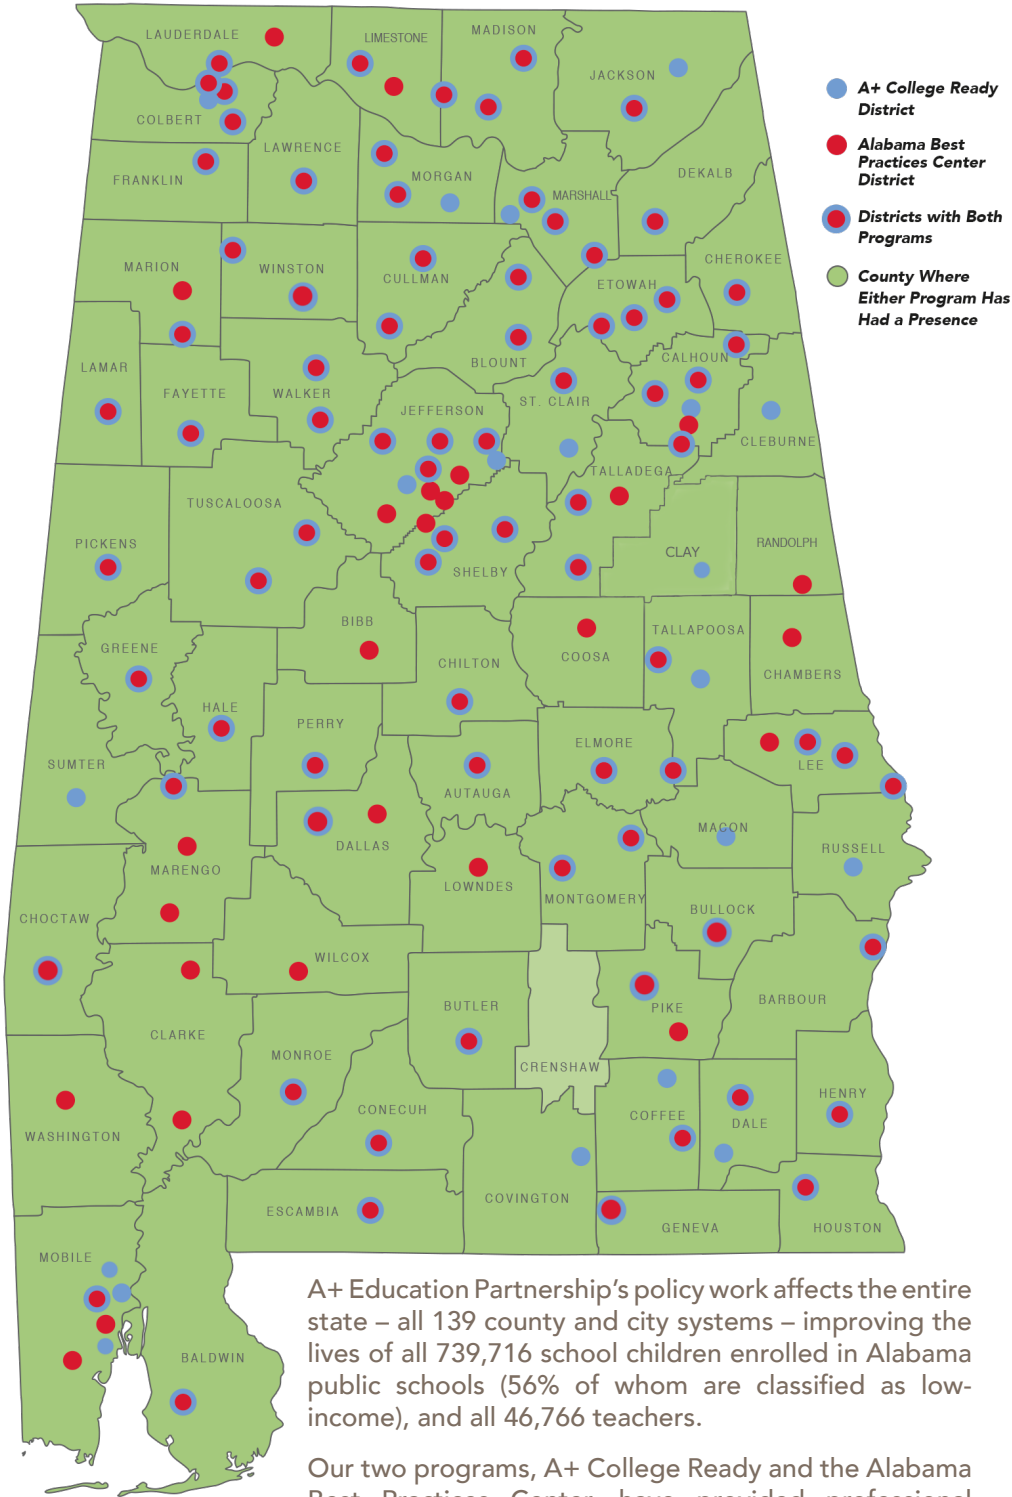 LAUDERDALE
LIMESTONE
MADISON
JACKSON
COLBERT
LAWRENCE
FRANKLIN
MORGAN
MARSHALL
DEKALB
MARION
WINSTON
CULLMAN
ETOWAH
CHEROKEE
BLOUNT
CALHOUN
LAMAR
FAYETTE
WALKER
JEFFERSON
ST. CLAIR
CLEBURNE
TALLADEGA
TUSCALOOSA
PICKENS
CLAY
RANDOLPH
SHELBY
BIBB
GREENE
CHILTON
COOSA
TALLAPOOSA
CHAMBERS
HALE
PERRY
ELMORE
LEE
SUMTER
AUTAUGA
DALLAS
MACON
RUSSELL
MARENGO
LOWNDES
MONTGOMERY
BULLOCK
CHOCTAW
WILCOX
BUTLER
PIKE
BARBOUR
CLARKE
MONROE
CRENSHAW
CONECUH
COFFEE
DALE
HENRY
WASHINGTON
ESCAMBIA
COVINGTON
GENEVA
HOUSTON
MOBILE
BALDWIN
A+ College Ready
District
Alabama Best
Practices Center
District
Districts with Both
Programs
County Where
Either Program Has
Had a Presence
A+ Education Partnership’s policy work affects the entire
state – all 139 county and city systems – improving the
lives of all 739,716 school children enrolled in Alabama
public schools (56% of whom are classified as low-
income), and all 46,766 teachers.
Our two programs, A+ College Ready and the Alabama
Best Practices Center, have provided professional